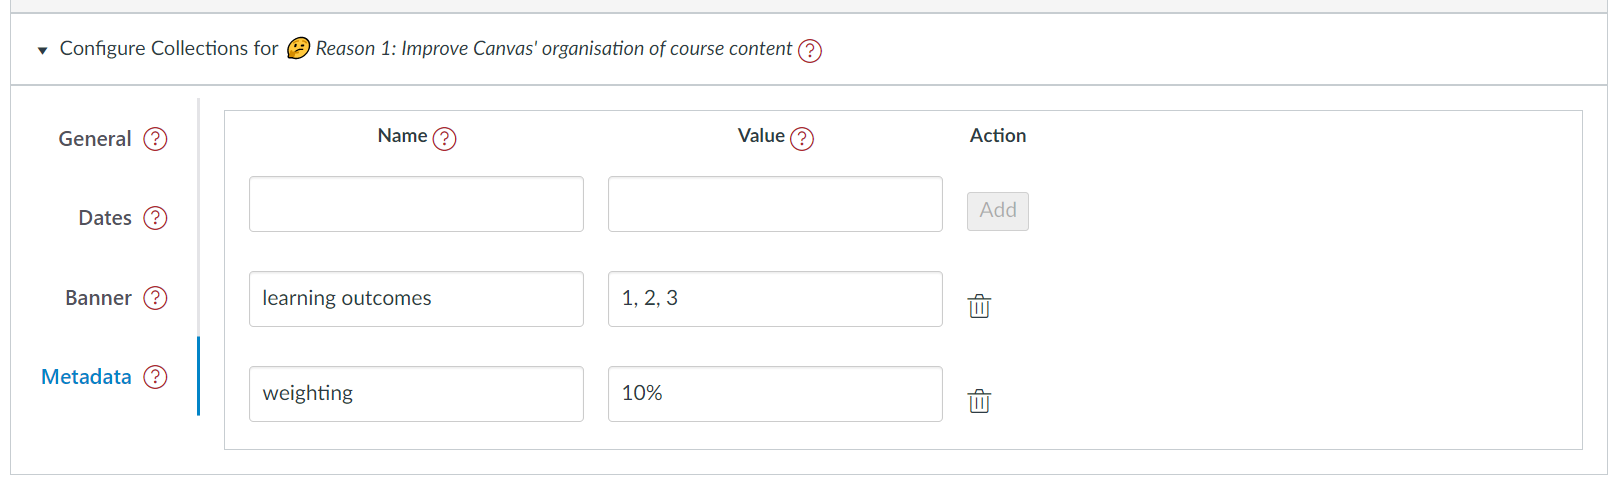 ▾ Configure Collections for 🤔 Reason 1: Improve Canvas' organisation of course content ?
General ?
Dates ?
Banner ?
Metadata ?
Name ? Value ? Action
Add
learning outcomes 1, 2, 3
weighting 10%